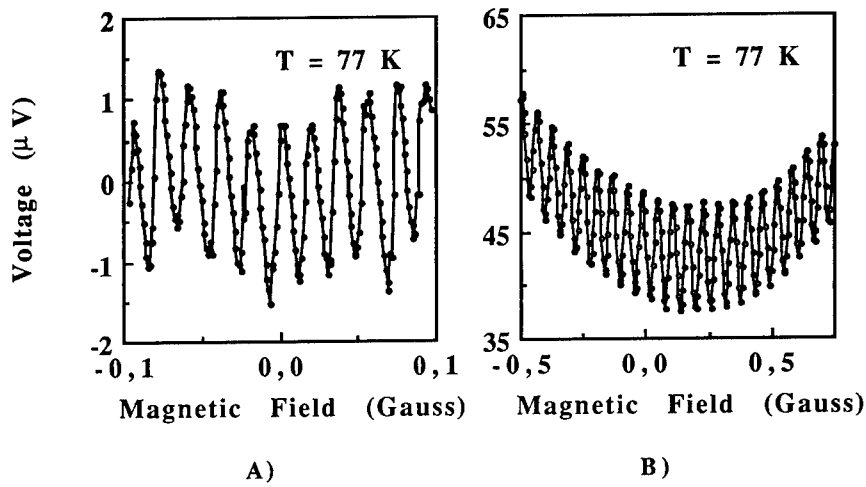 2
1
0
-1
-2
Voltage (μ V)
T = 77 K
-0,1 0,0 0,1
Magnetic Field (Gauss)
A)
65
55
45
35
T = 77 K
-0,5 0,0 0,5
Magnetic Field (Gauss)
B)